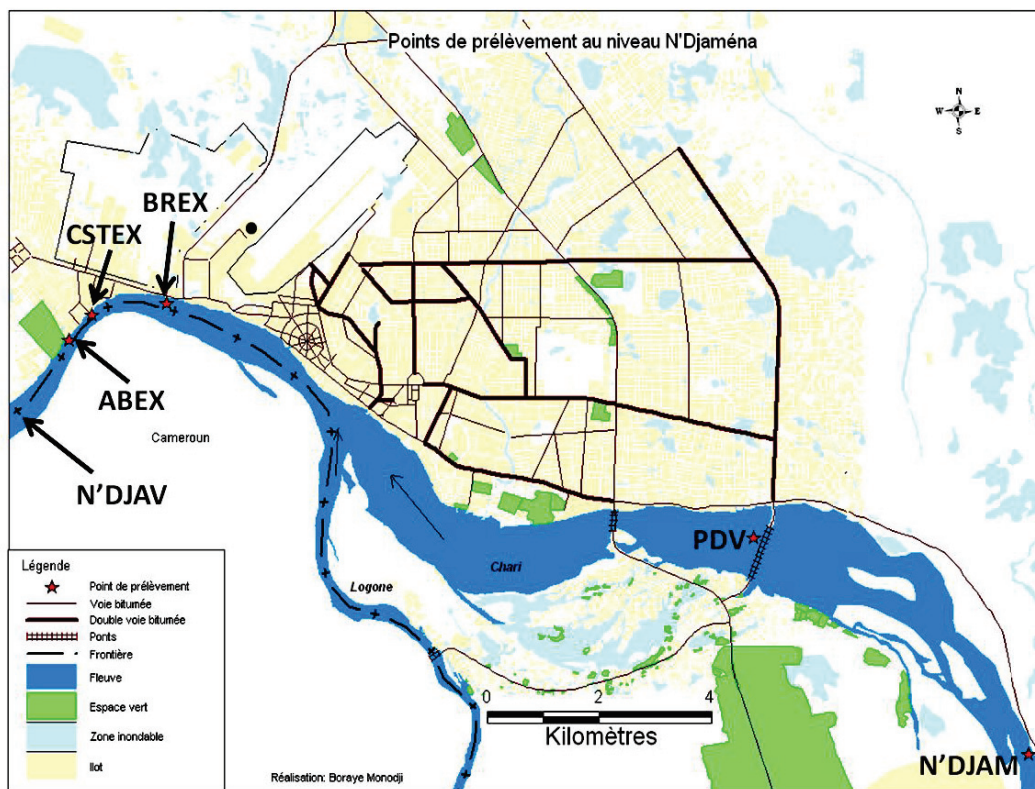 Points de prélèvement au niveau N'Djaména
N
W E
S
BREX
CSTEX
ABEX
Cameroun
N'DJAV
PDV
Chari
Logone
N'DJAM
Légende
Point de prélèvement
Voie bitumée
Double voie bitumée
Ponts
Frontière
Fleuve
Espace vert
Zone inondable
Ilot
0 2 4
Kilomètres
Réalisation: Boraye Monodji